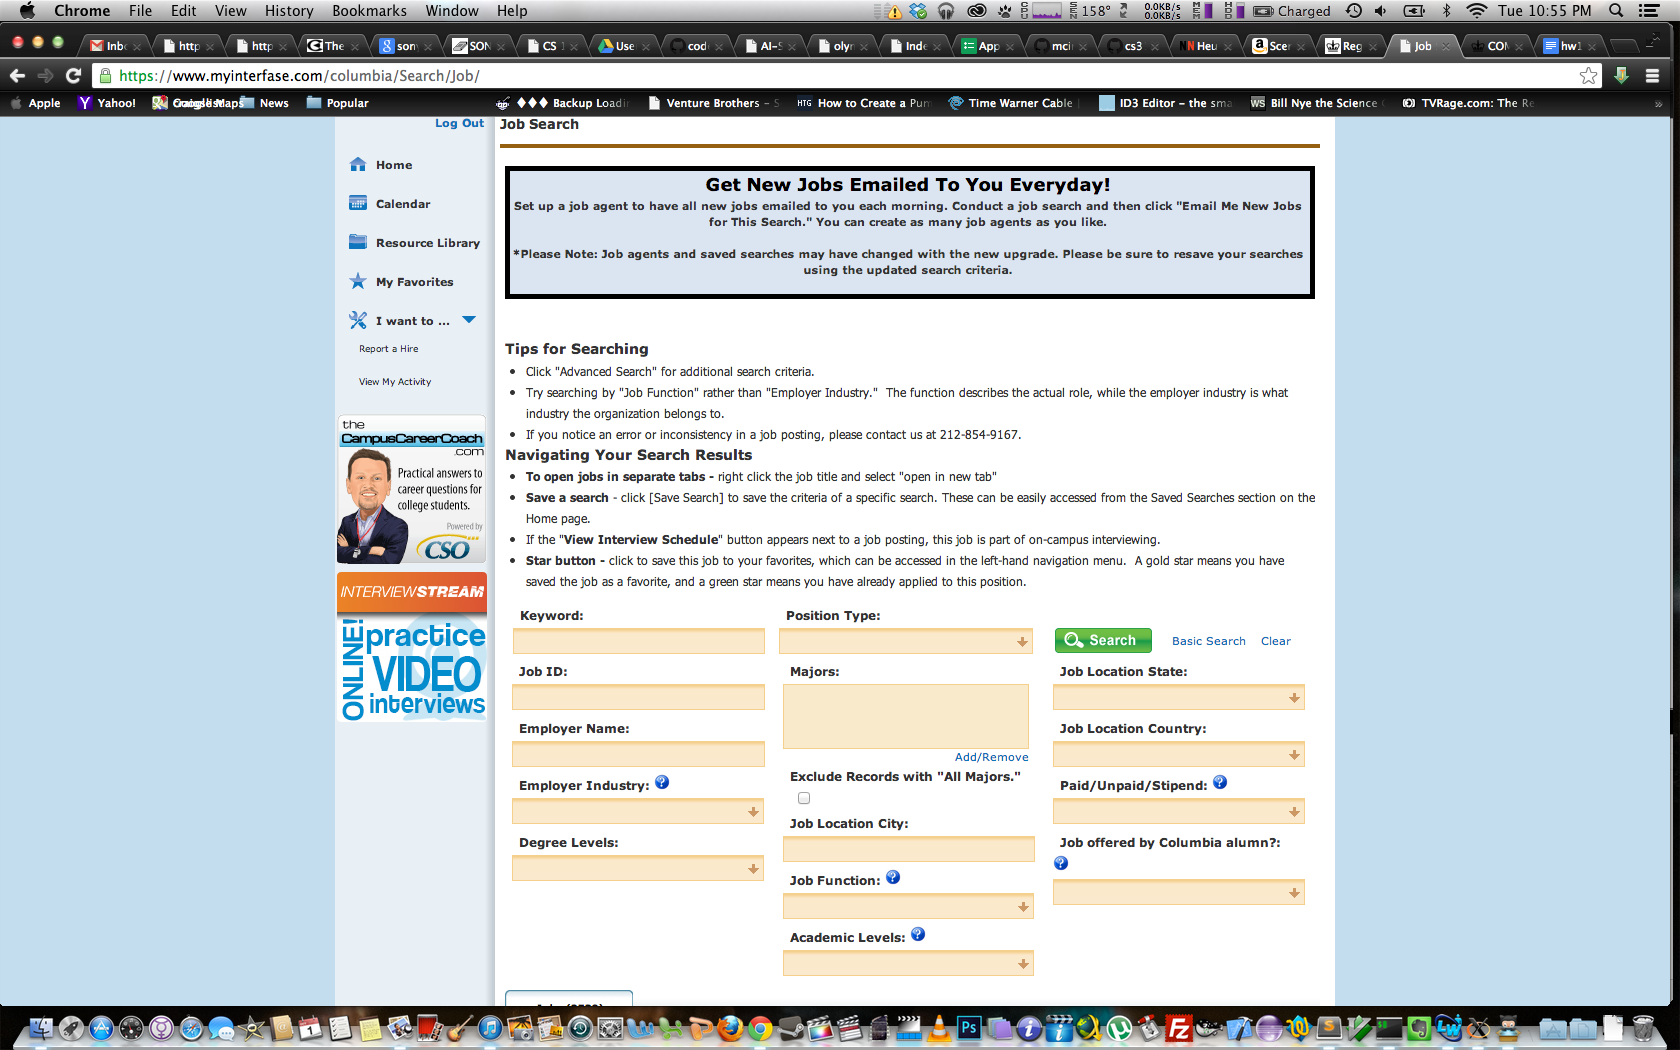 Chrome File Edit View History Bookmarks Window Help
158° 0.0KB/s 0.0KB/s Charged Tue 10:55 PM
Inb http http The son SON CS 1 Use cod AI-S oly Inde App mci cs3 Heu Scer Reg Job CON hw1
https://www.myinterfase.com/columbia/Search/Job/
Apple Yahoo! Google Maps News Popular ♦♦♦ Backup Loadi Venture Brothers – S HTG How to Create a Pun Time Warner Cable ID3 Editor – the sma WS Bill Nye the Science TVRage.com: The Re
Log Out
Home
Calendar
Resource Library
My Favorites
I want to ...
Report a Hire
View My Activity
the
CampusCareerCoach
.com
Practical answers to
career questions for
college students.
Powered by
CSO
INTERVIEWSTREAM
ONLINE!
practice
VIDEO
interviews
Job Search
Get New Jobs Emailed To You Everyday!
Set up a job agent to have all new jobs emailed to you each morning. Conduct a job search and then click "Email Me New Jobs
for This Search." You can create as many job agents as you like.
*Please Note: Job agents and saved searches may have changed with the new upgrade. Please be sure to resave your searches
using the updated search criteria.
Tips for Searching
• Click "Advanced Search" for additional search criteria.
• Try searching by "Job Function" rather than "Employer Industry."  The function describes the actual role, while the employer industry is what
industry the organization belongs to.
• If you notice an error or inconsistency in a job posting, please contact us at 212-854-9167.
Navigating Your Search Results
• To open jobs in separate tabs - right click the job title and select "open in new tab"
• Save a search - click [Save Search] to save the criteria of a specific search. These can be easily accessed from the Saved Searches section on the
Home page.
• If the "View Interview Schedule" button appears next to a job posting, this job is part of on-campus interviewing.
• Star button - click to save this job to your favorites, which can be accessed in the left-hand navigation menu.  A gold star means you have
saved the job as a favorite, and a green star means you have already applied to this position.
Keyword: Position Type:
Search Basic Search Clear
Job ID: Majors: Job Location State:
Employer Name: Job Location Country:
Add/Remove
Employer Industry: Exclude Records with "All Majors." Paid/Unpaid/Stipend:
Job Location City:
Degree Levels: Job offered by Columbia alumn?:
Job Function:
Academic Levels: